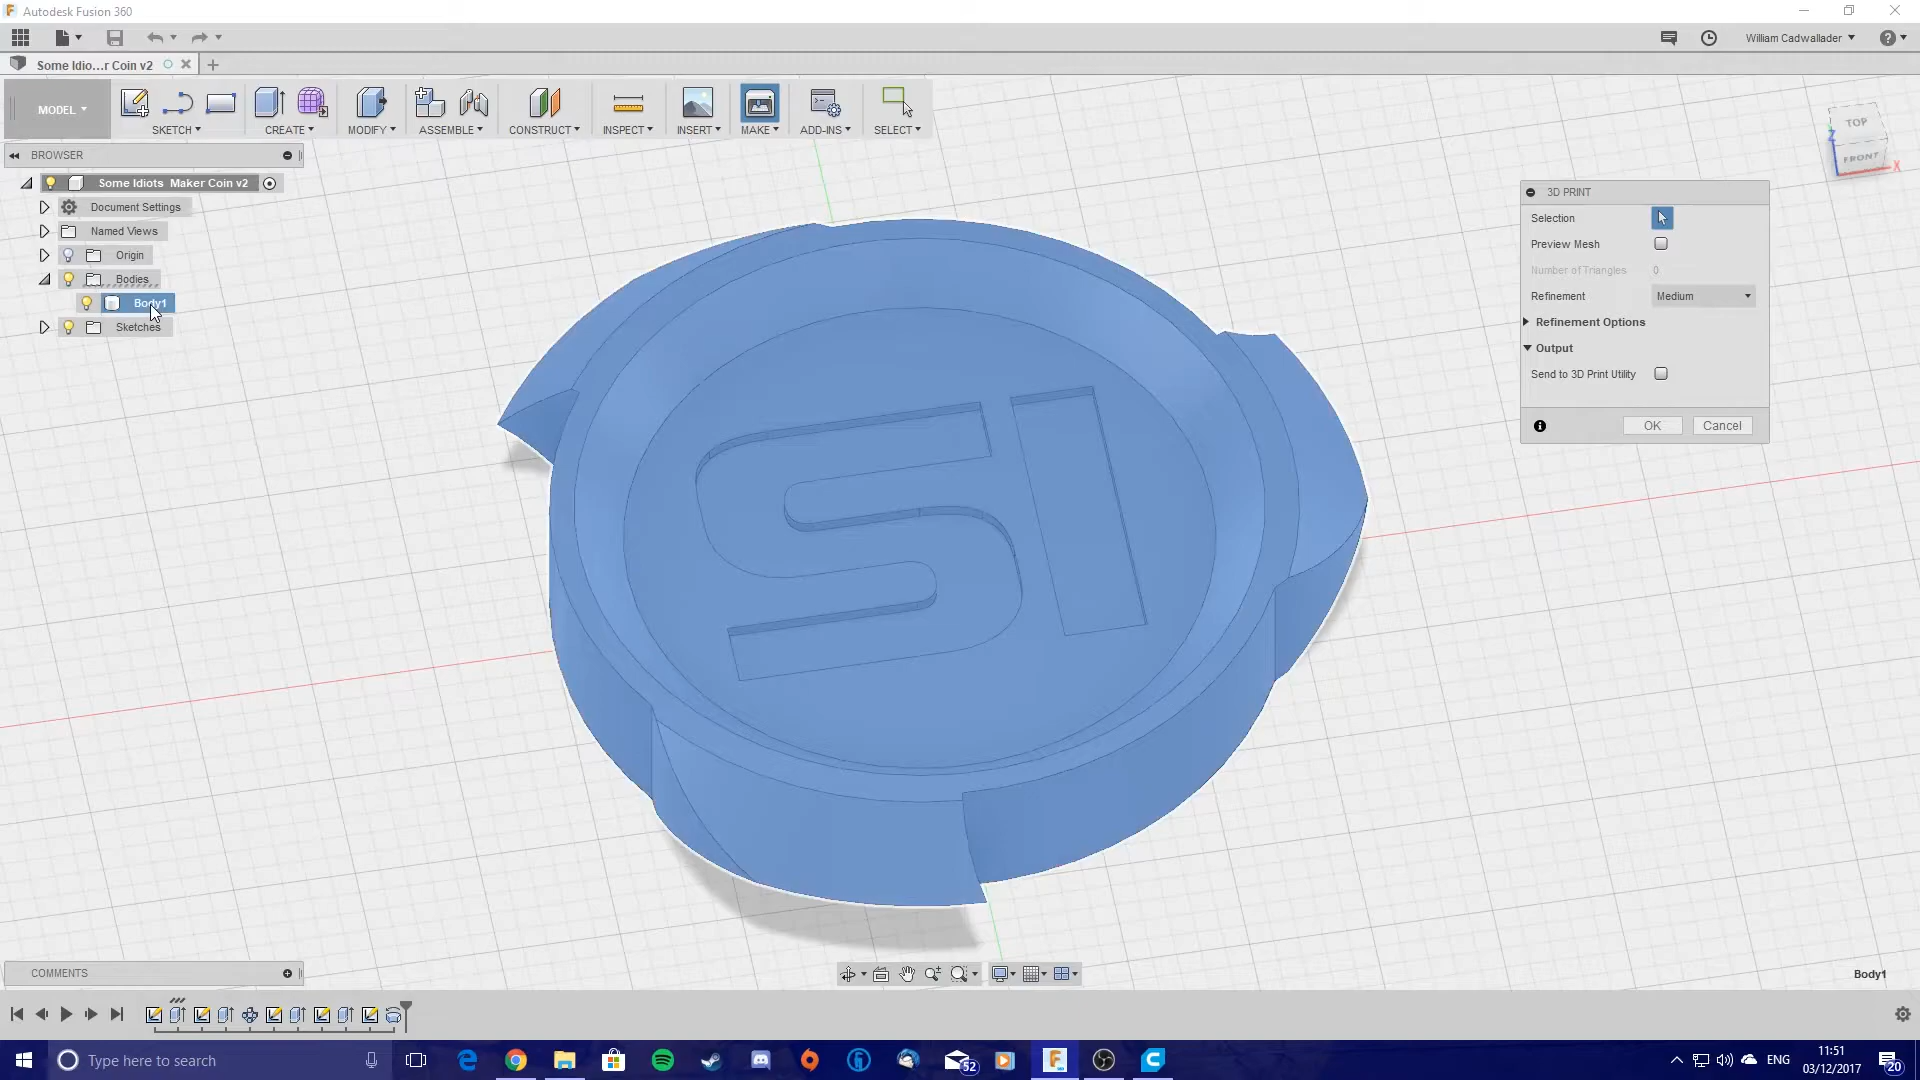 Autodesk Fusion 360
William Cadwallader
Some Idio...r Coin v2
MODEL
SKETCH
CREATE
MODIFY
ASSEMBLE
CONSTRUCT
INSPECT
INSERT
MAKE
ADD-INS
SELECT
TOP
FRONT
Z
X
BROWSER
Some Idiots Maker Coin v2
Document Settings
Named Views
Origin
Bodies
Body1
Sketches
3D PRINT
Selection
Preview Mesh
Number of Triangles 0
Refinement Medium
Refinement Options
Output
Send to 3D Print Utility
OK Cancel
SI
COMMENTS
Body1
Type here to search
52
ENG
11:51
03/12/2017
20